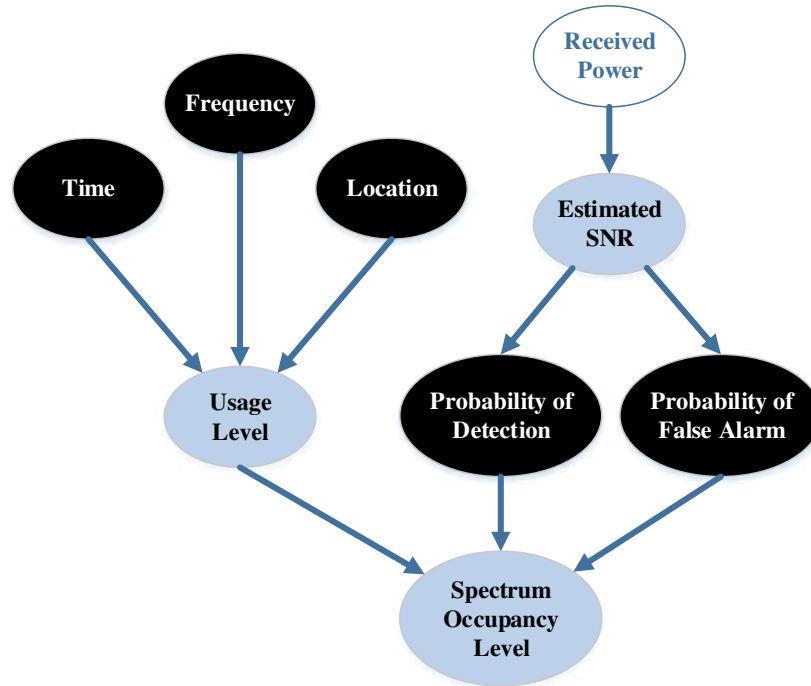 Received
Power
Frequency
Time
Location
Estimated
SNR
Usage
Level
Probability of
Detection
Probability of
False Alarm
Spectrum
Occupancy
Level